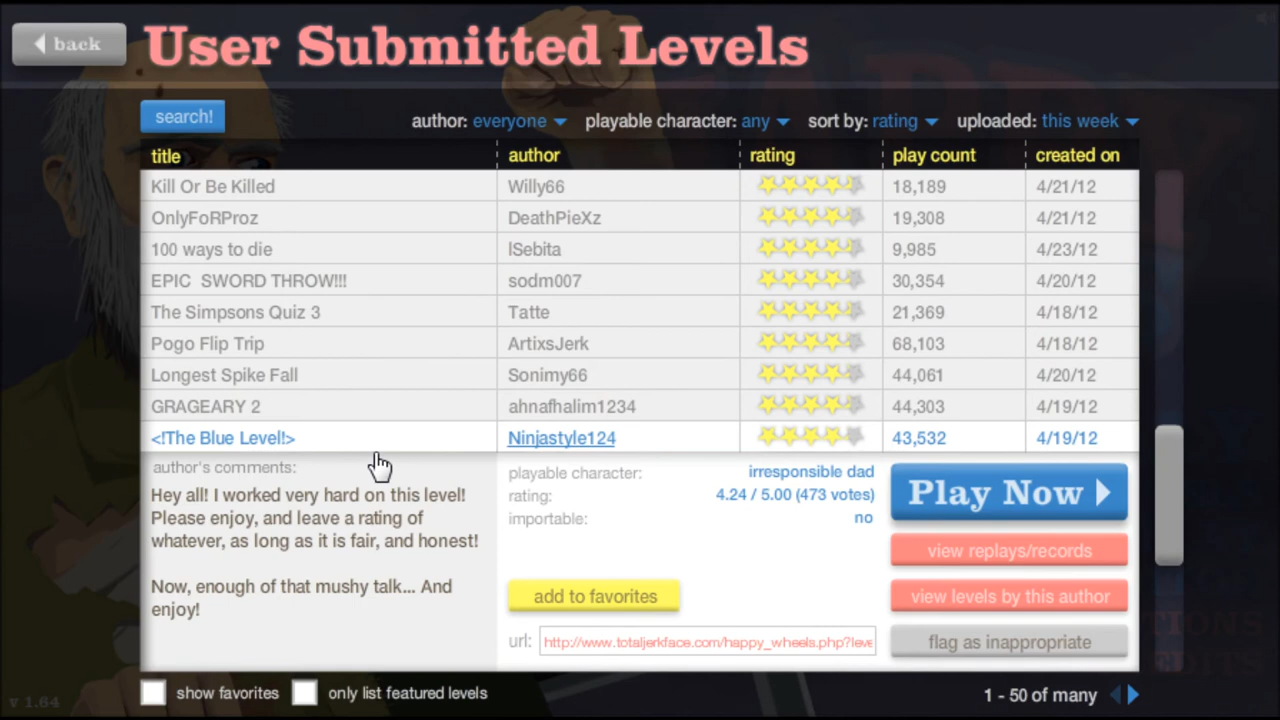 back
User Submitted Levels
search!
author: everyone playable character: any sort by: rating uploaded: this week
title author rating play count created on
Kill Or Be Killed Willy66 18,189 4/21/12
OnlyFoRProz DeathPieXz 19,308 4/21/12
100 ways to die lSebita 9,985 4/23/12
EPIC  SWORD THROW!!! sodm007 30,354 4/20/12
The Simpsons Quiz 3 Tatte 21,369 4/18/12
Pogo Flip Trip ArtixsJerk 68,103 4/18/12
Longest Spike Fall Sonimy66 44,061 4/20/12
GRAGEARY 2 ahnafhalim1234 44,303 4/19/12
<!The Blue Level!> Ninjastyle124 43,532 4/19/12
author's comments:
Hey all! I worked very hard on this level!
Please enjoy, and leave a rating of
whatever, as long as it is fair, and honest!
Now, enough of that mushy talk... And
enjoy!
playable character: irresponsible dad
rating: 4.24 / 5.00 (473 votes)
importable: no
add to favorites
url: http://www.totaljerkface.com/happy_wheels.php?leve
Play Now
view replays/records
view levels by this author
flag as inappropriate
show favorites only list featured levels
1 - 50 of many
v 1.64